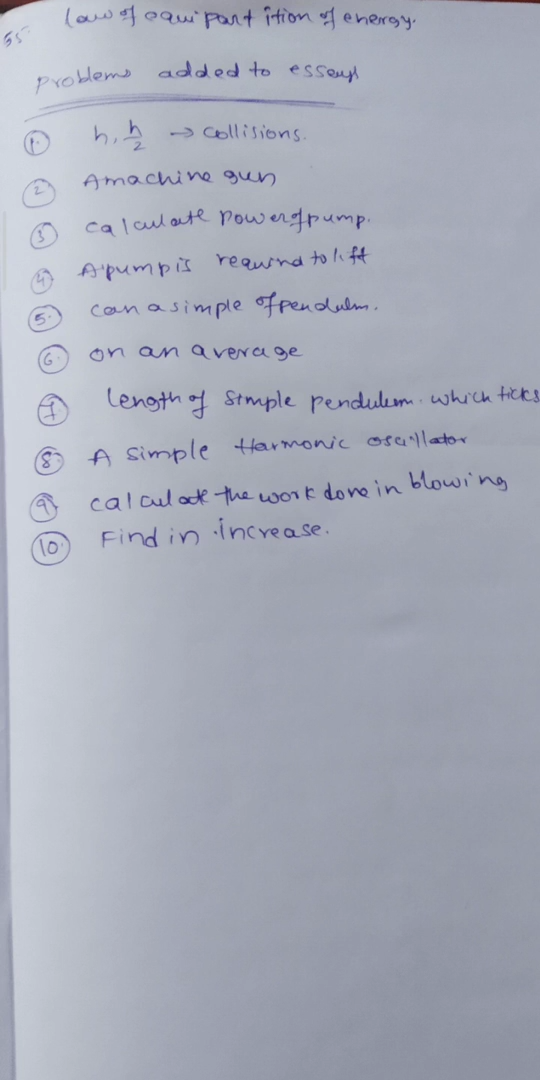 55. Law of equipartition of energy.
Problems added to essay
① h, h/2 → collisions.
② A machine gun
③ calculate power of pump.
④ A pump is required to lift
⑤. can a simple of pendulm.
⑥. on an average
⑦ Length of simple pendulum. which ticks
⑧. A simple Harmonic oscillator
⑨. calculate the work done in blowing
⑩. Find in increase.